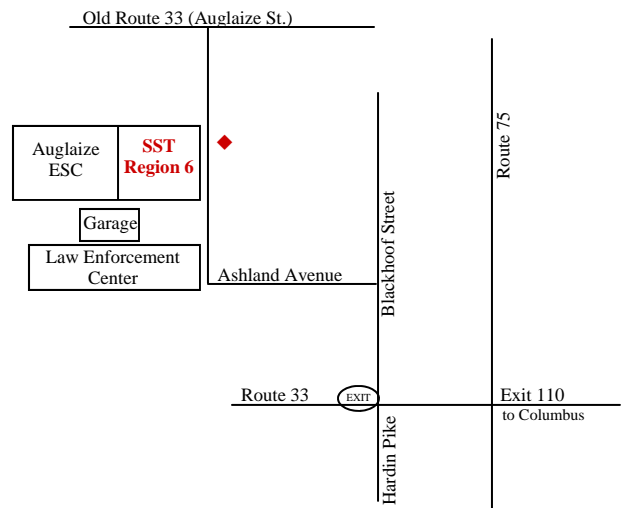 Old Route 33 (Auglaize St.)
Route 75
Auglaize
ESC
SST
Region 6
Garage
Law Enforcement
Center
Ashland Avenue
Blackhoof Street
Route 33
EXIT
Exit 110
to Columbus
Hardin Pike